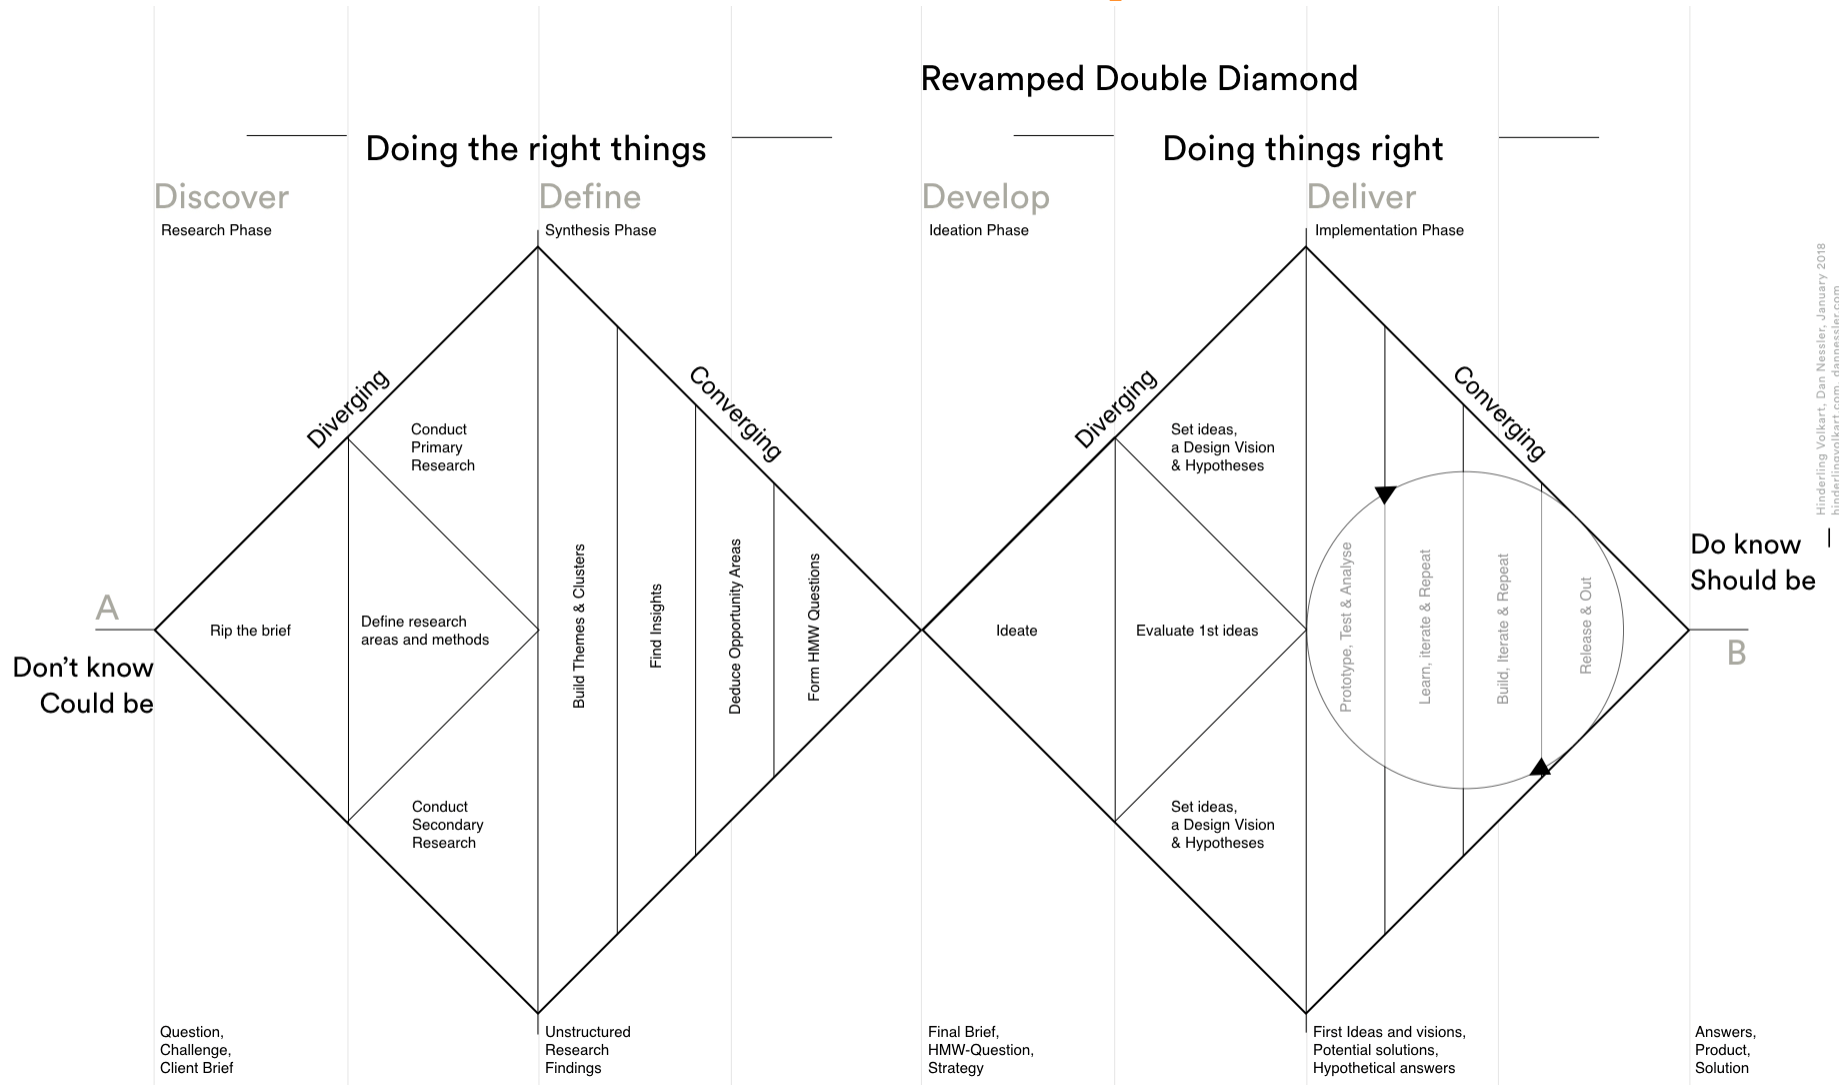 Revamped Double Diamond
Doing the right things
Doing things right
Discover
Research Phase
Define
Synthesis Phase
Develop
Ideation Phase
Deliver
Implementation Phase
Diverging
Converging
Diverging
Converging
A
Don’t know
Could be
Rip the brief
Conduct
Primary
Research
Define research
areas and methods
Conduct
Secondary
Research
Build Themes & Clusters
Find Insights
Deduce Opportunity Areas
Form HMW Questions
Ideate
Set ideas,
a Design Vision
& Hypotheses
Evaluate 1st ideas
Set ideas,
a Design Vision
& Hypotheses
Prototype, Test & Analyse
Learn, iterate & Repeat
Build, Iterate & Repeat
Release & Out
Do know
Should be
B
Question,
Challenge,
Client Brief
Unstructured
Research
Findings
Final Brief,
HMW-Question,
Strategy
First Ideas and visions,
Potential solutions,
Hypothetical answers
Answers,
Product,
Solution
Hinderling Volkart, Dan Nessler, January 2018
hinderlingvolkart.com, dannessler.com